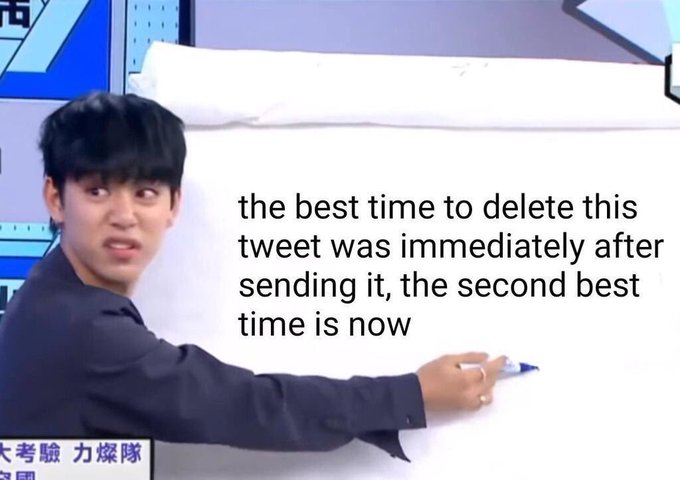 the best time to delete this
tweet was immediately after
sending it, the second best
time is now
大考驗 力燦隊